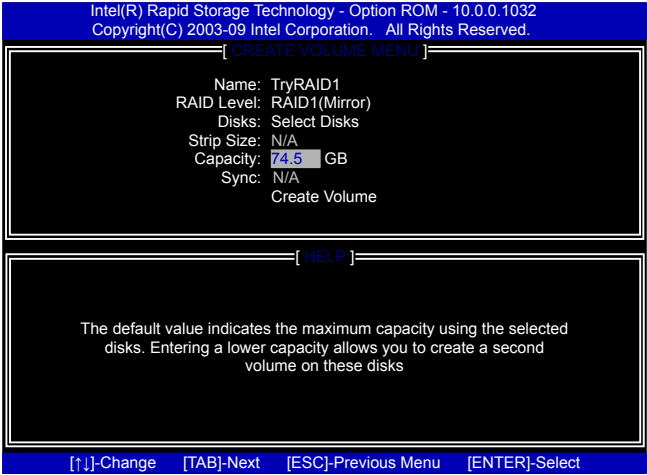 Intel(R) Rapid Storage Technology - Option ROM - 10.0.0.1032
Copyright(C) 2003-09 Intel Corporation. All Rights Reserved.
[ CREATE VOLUME MENU ]
Name: TryRAID1
RAID Level: RAID1(Mirror)
Disks: Select Disks
Strip Size: N/A
Capacity: 74.5 GB
Sync: N/A
Create Volume
[ HELP ]
The default value indicates the maximum capacity using the selected
disks. Entering a lower capacity allows you to create a second
volume on these disks
[↑↓]-Change [TAB]-Next [ESC]-Previous Menu [ENTER]-Select